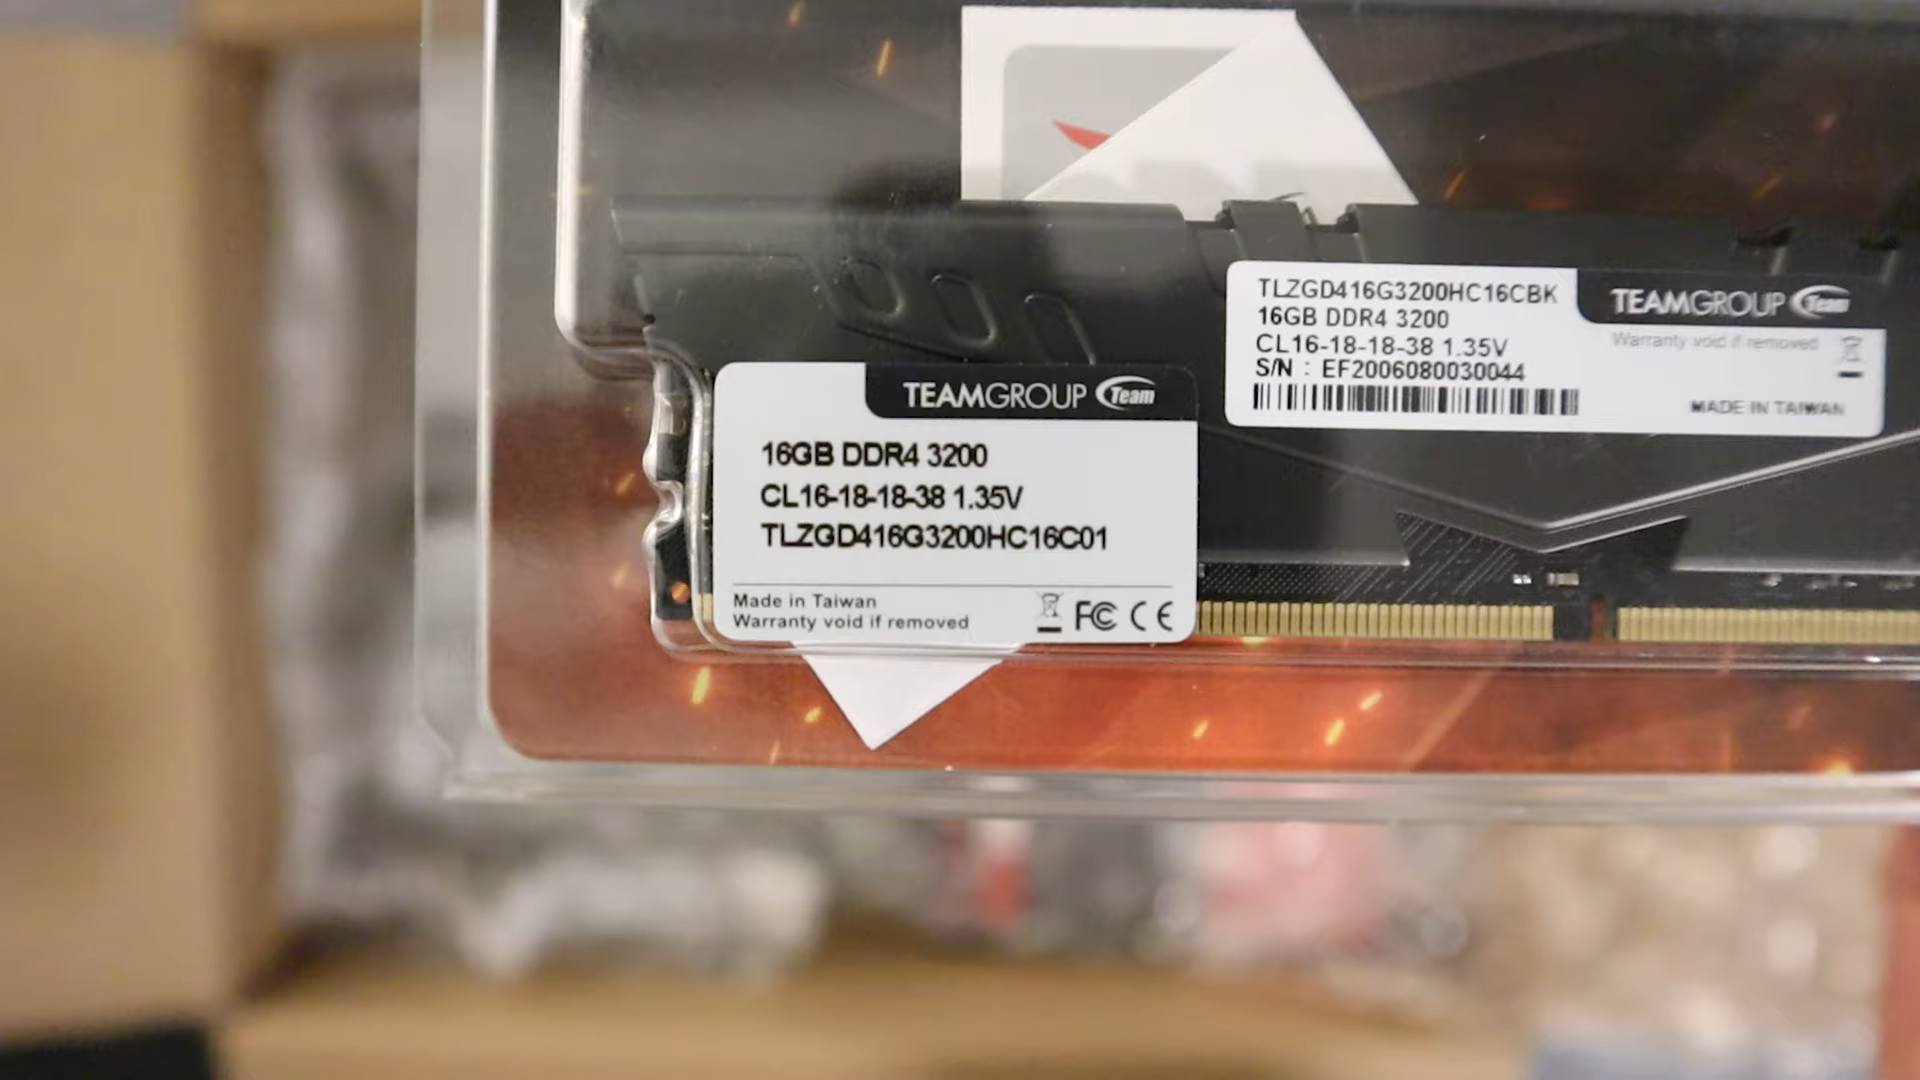 TLZGD416G3200HC16CBK
16GB DDR4 3200
CL16-18-18-38 1.35V
S/N : EF2006080030044
TEAMGROUP Team
Warranty void if removed
MADE IN TAIWAN
TEAMGROUP Team
16GB DDR4 3200
CL16-18-18-38 1.35V
TLZGD416G3200HC16C01
Made in Taiwan
Warranty void if removed
FC CE